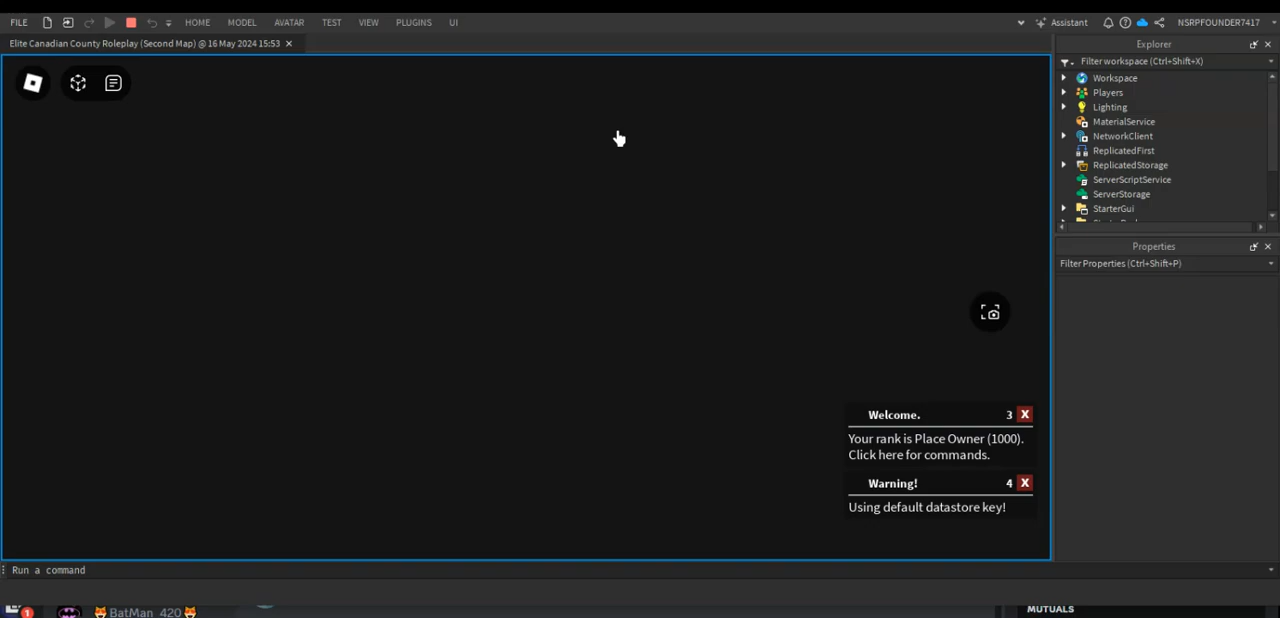 FILE HOME MODEL AVATAR TEST VIEW PLUGINS UI Assistant NSRPFOUNDER7417
Elite Canadian County Roleplay (Second Map) @ 16 May 2024 15:53
Explorer
Filter workspace (Ctrl+Shift+X)
Workspace
Players
Lighting
MaterialService
NetworkClient
ReplicatedFirst
ReplicatedStorage
ServerScriptService
ServerStorage
StarterGui
Properties
Filter Properties (Ctrl+Shift+P)
Welcome. 3 X
Your rank is Place Owner (1000).
Click here for commands.
Warning! 4 X
Using default datastore key!
Run a command
1 BatMan_420
MUTUALS